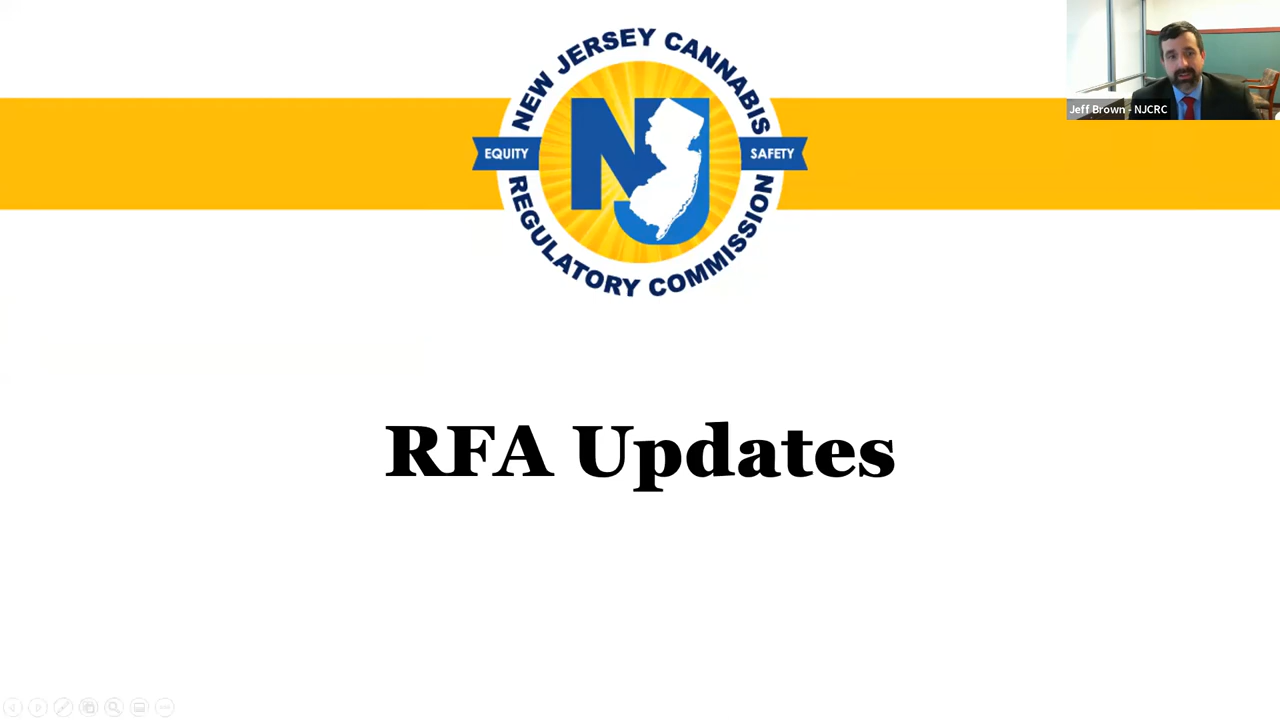 NEW JERSEY CANNABIS
EQUITY
NJ
SAFETY
REGULATORY COMMISSION
Jeff Brown - NJCRC
RFA Updates